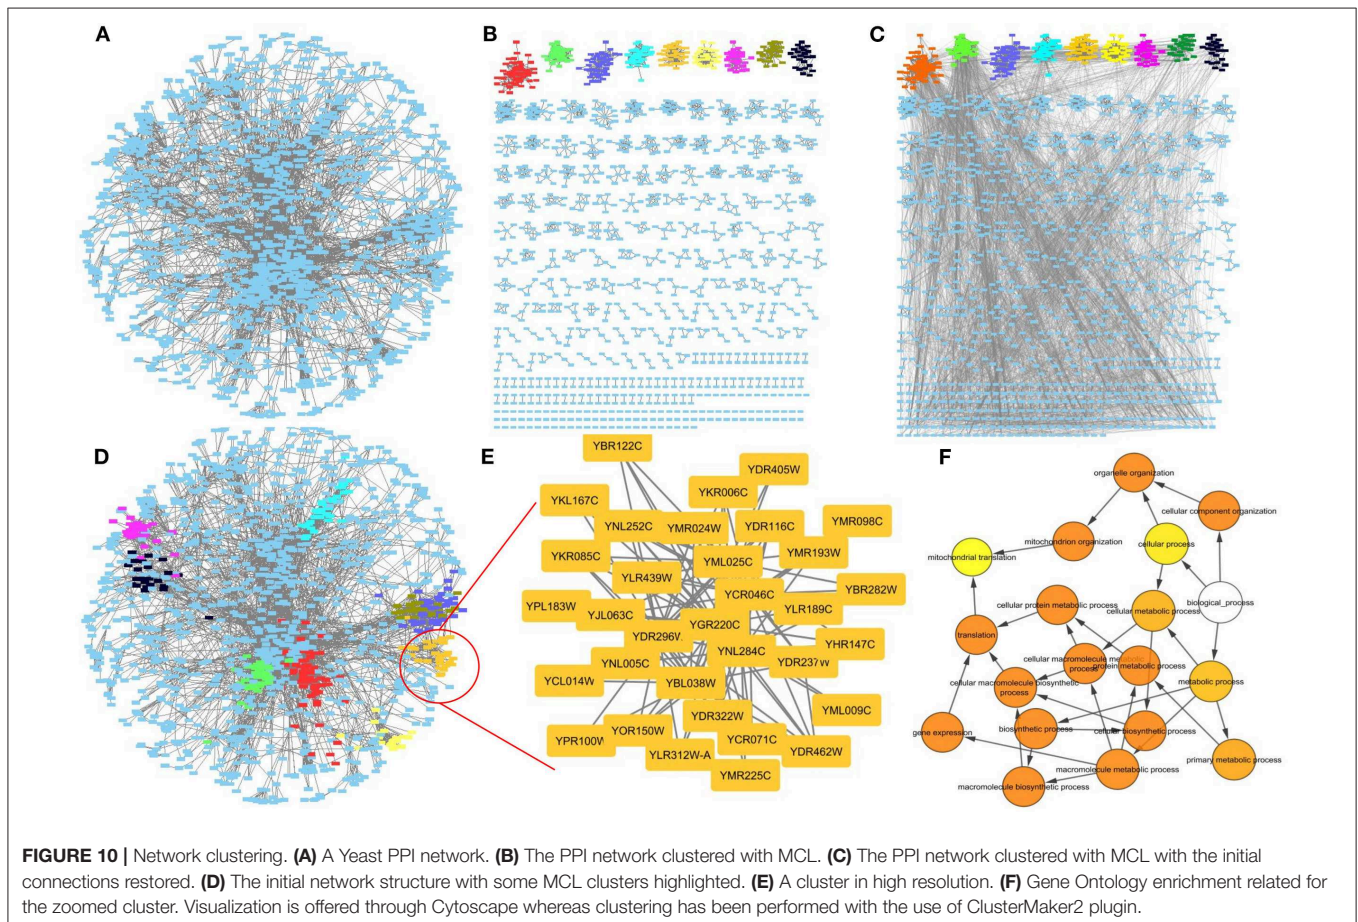 A
B
C
D
E
YBR122C
YDR405W
YKR006C
YKL167C
YNL252C
YMR024W
YDR116C
YMR098C
YKR085C
YML025C
YMR193W
YLR439W
YCR046C
YBR282W
YPL183W
YJL063C
YLR189C
YGR220C
YDR296W
YHR147C
YNL005C
YNL284C
YDR237W
YCL014W
YBL038W
YML009C
YDR322W
YPR100W
YOR150W
YCR071C
YDR462W
YLR312W-A
YMR225C
F
organelle organization
cellular component organization
mitochondrion organization
cellular process
mitochondrial translation
cellular protein metabolic process
cellular metabolic process
biological_process
translation
cellular macromolecule metabolic
process
protein metabolic process
cellular macromolecule biosynthetic
process
metabolic process
gene expression
biosynthetic process
cellular biosynthetic process
primary metabolic process
macromolecule metabolic process
macromolecule biosynthetic process
FIGURE 10 | Network clustering. (A) A Yeast PPI network. (B) The PPI network clustered with MCL. (C) The PPI network clustered with MCL with the initial
connections restored. (D) The initial network structure with some MCL clusters highlighted. (E) A cluster in high resolution. (F) Gene Ontology enrichment related for
the zoomed cluster. Visualization is offered through Cytoscape whereas clustering has been performed with the use of ClusterMaker2 plugin.